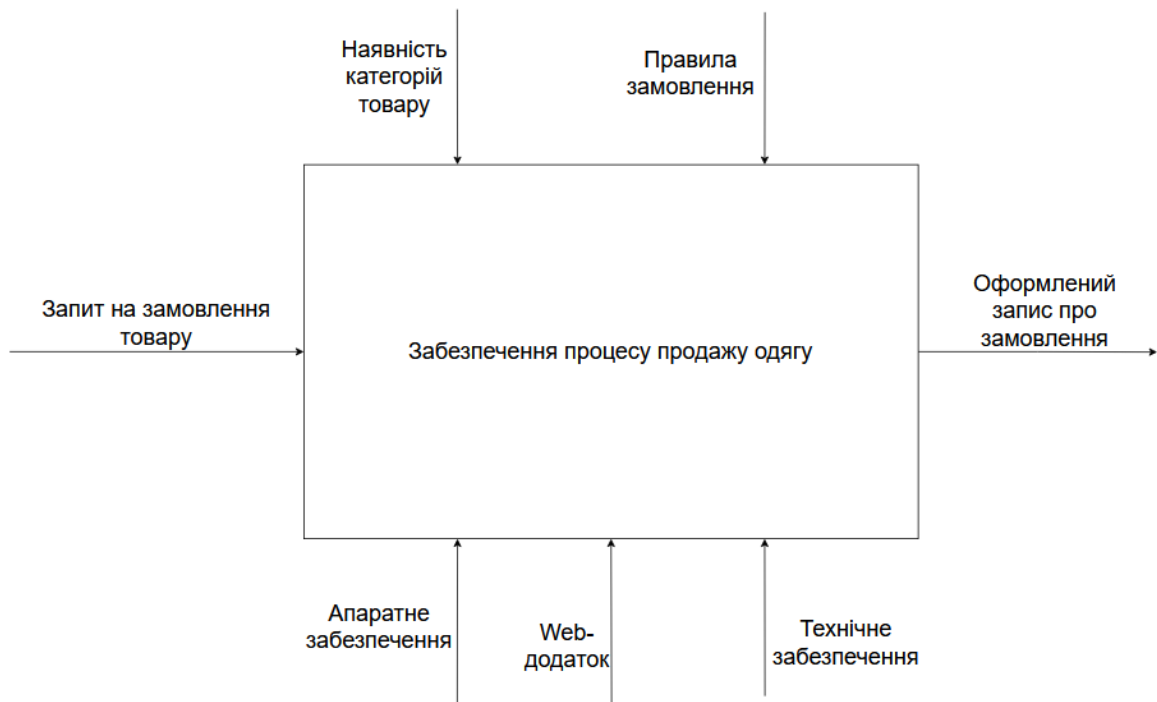 Наявність
категорій
товару
Правила
замовлення
Запит на замовлення
товару
Забезпечення процесу продажу одягу
Оформлений
запис про
замовлення
Апаратне
забезпечення
Web-
додаток
Технічне
забезпечення